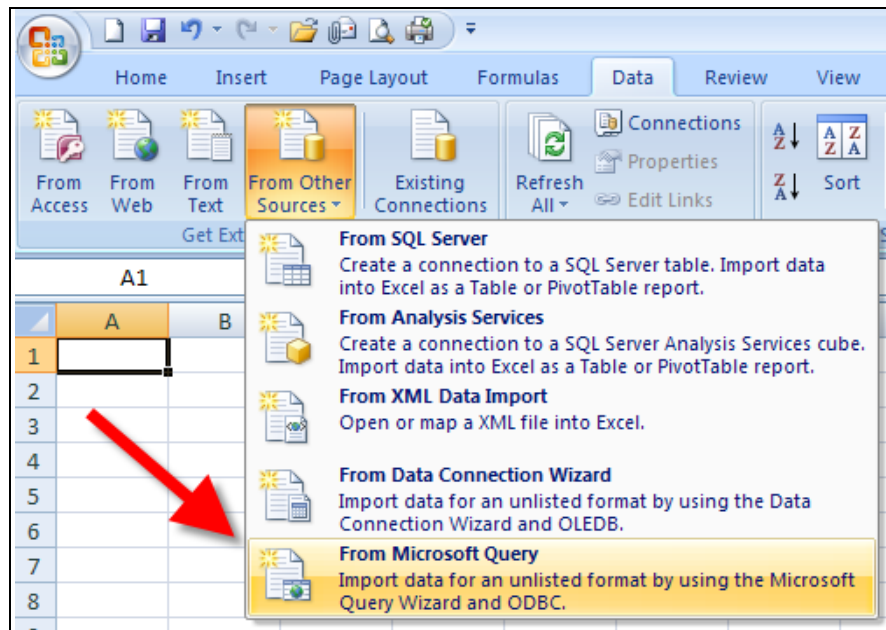 Home Insert Page Layout Formulas Data Review View
From Access
From Web
From Text
From Other Sources
Existing Connections
Refresh All
Connections
Properties
Edit Links
Sort
Get Ext
A1
A B
1
2
3
4
5
6
7
8
From SQL Server
Create a connection to a SQL Server table. Import data
into Excel as a Table or PivotTable report.
From Analysis Services
Create a connection to a SQL Server Analysis Services cube.
Import data into Excel as a Table or PivotTable report.
From XML Data Import
Open or map a XML file into Excel.
From Data Connection Wizard
Import data for an unlisted format by using the Data
Connection Wizard and OLEDB.
From Microsoft Query
Import data for an unlisted format by using the Microsoft
Query Wizard and ODBC.